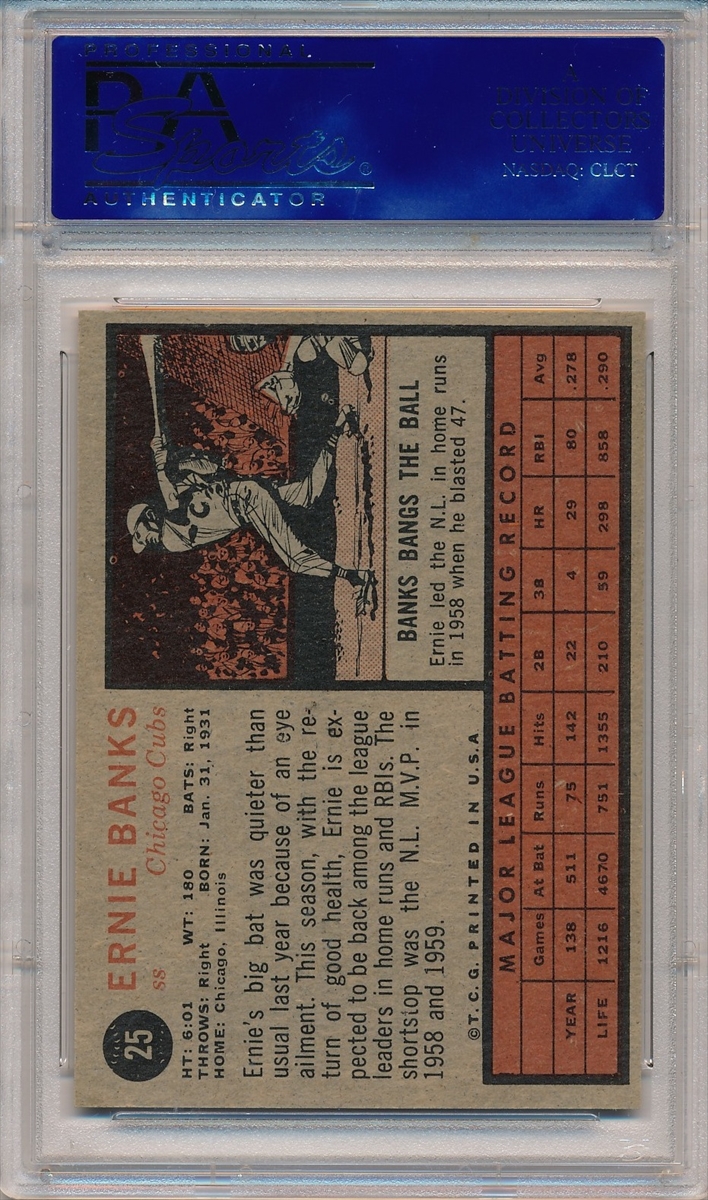 PROFESSIONAL
PSA
Sports®
AUTHENTICATOR
A
DIVISION OF
COLLECTORS
UNIVERSE
NASDAQ: CLCT
25
ERNIE BANKS
ss Chicago Cubs
HT: 6:01 WT: 180 BATS: Right
THROWS: Right BORN: Jan. 31, 1931
HOME: Chicago, Illinois
Ernie's big bat was quieter than
usual last year because of an eye
ailment. This season, with the re-
turn of good health, Ernie is ex-
pected to be back among the league
leaders in home runs and RBIs. The
shortstop was the N.L. M.V.P. in
1958 and 1959.
©T.C.G. PRINTED IN U.S.A
C
BANKS BANGS THE BALL
Ernie led the N.L. in home runs
in 1958 when he blasted 47.
MAJOR LEAGUE BATTING RECORD
Games At Bat Runs Hits 2B 3B HR RBI Avg
YEAR 138 511 75 142 22 4 29 80 .278
LIFE 1216 4670 751 1355 210 59 298 858 .290